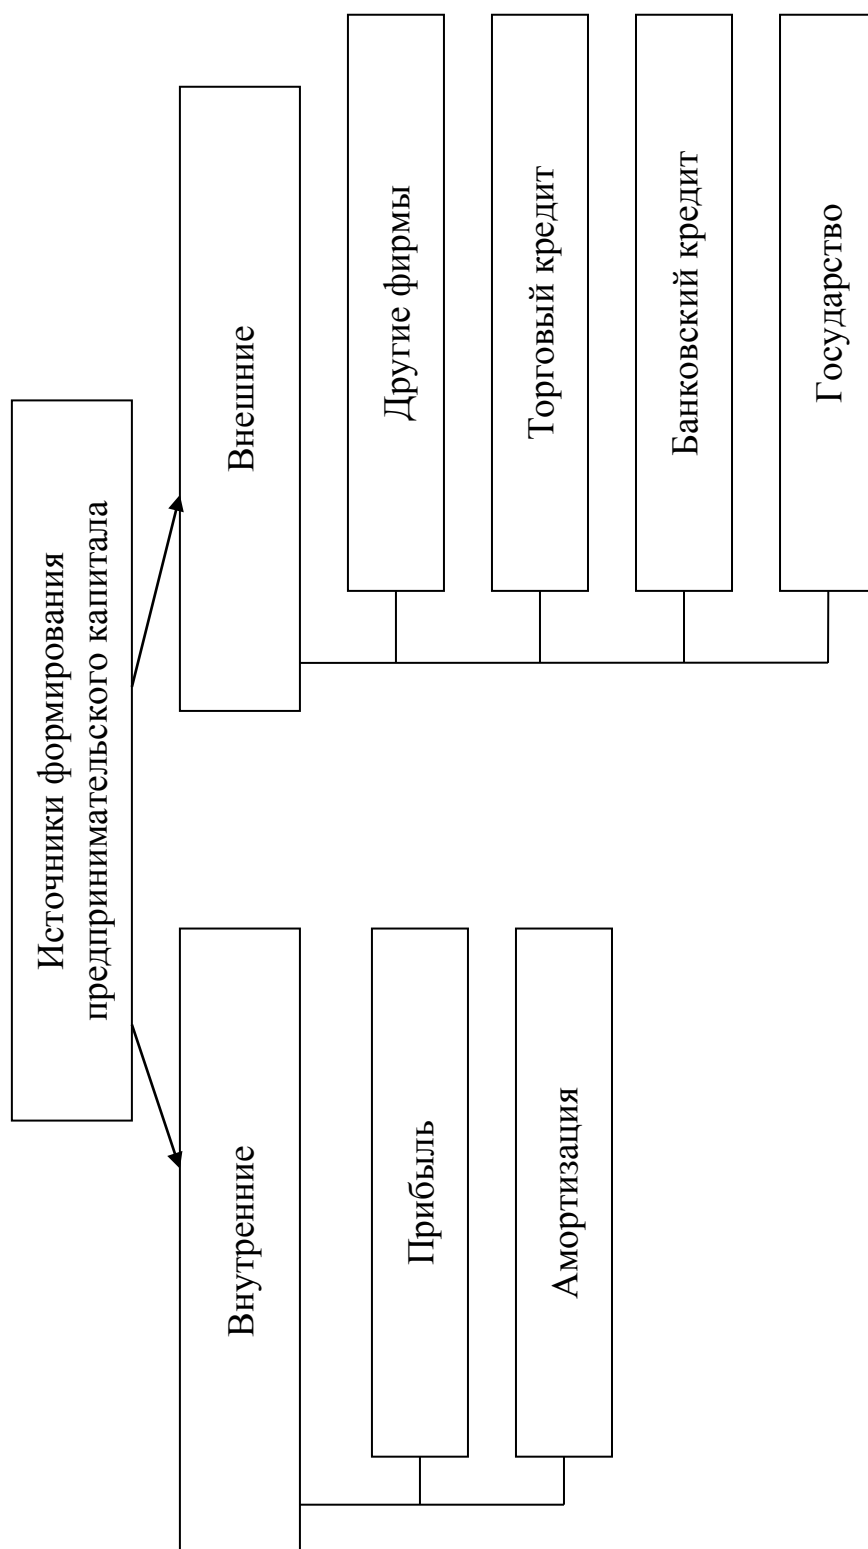 Источники формирования
предпринимательского капитала
Внутренние
Прибыль
Амортизация
Внешние
Другие фирмы
Торговый кредит
Банковский кредит
Государство